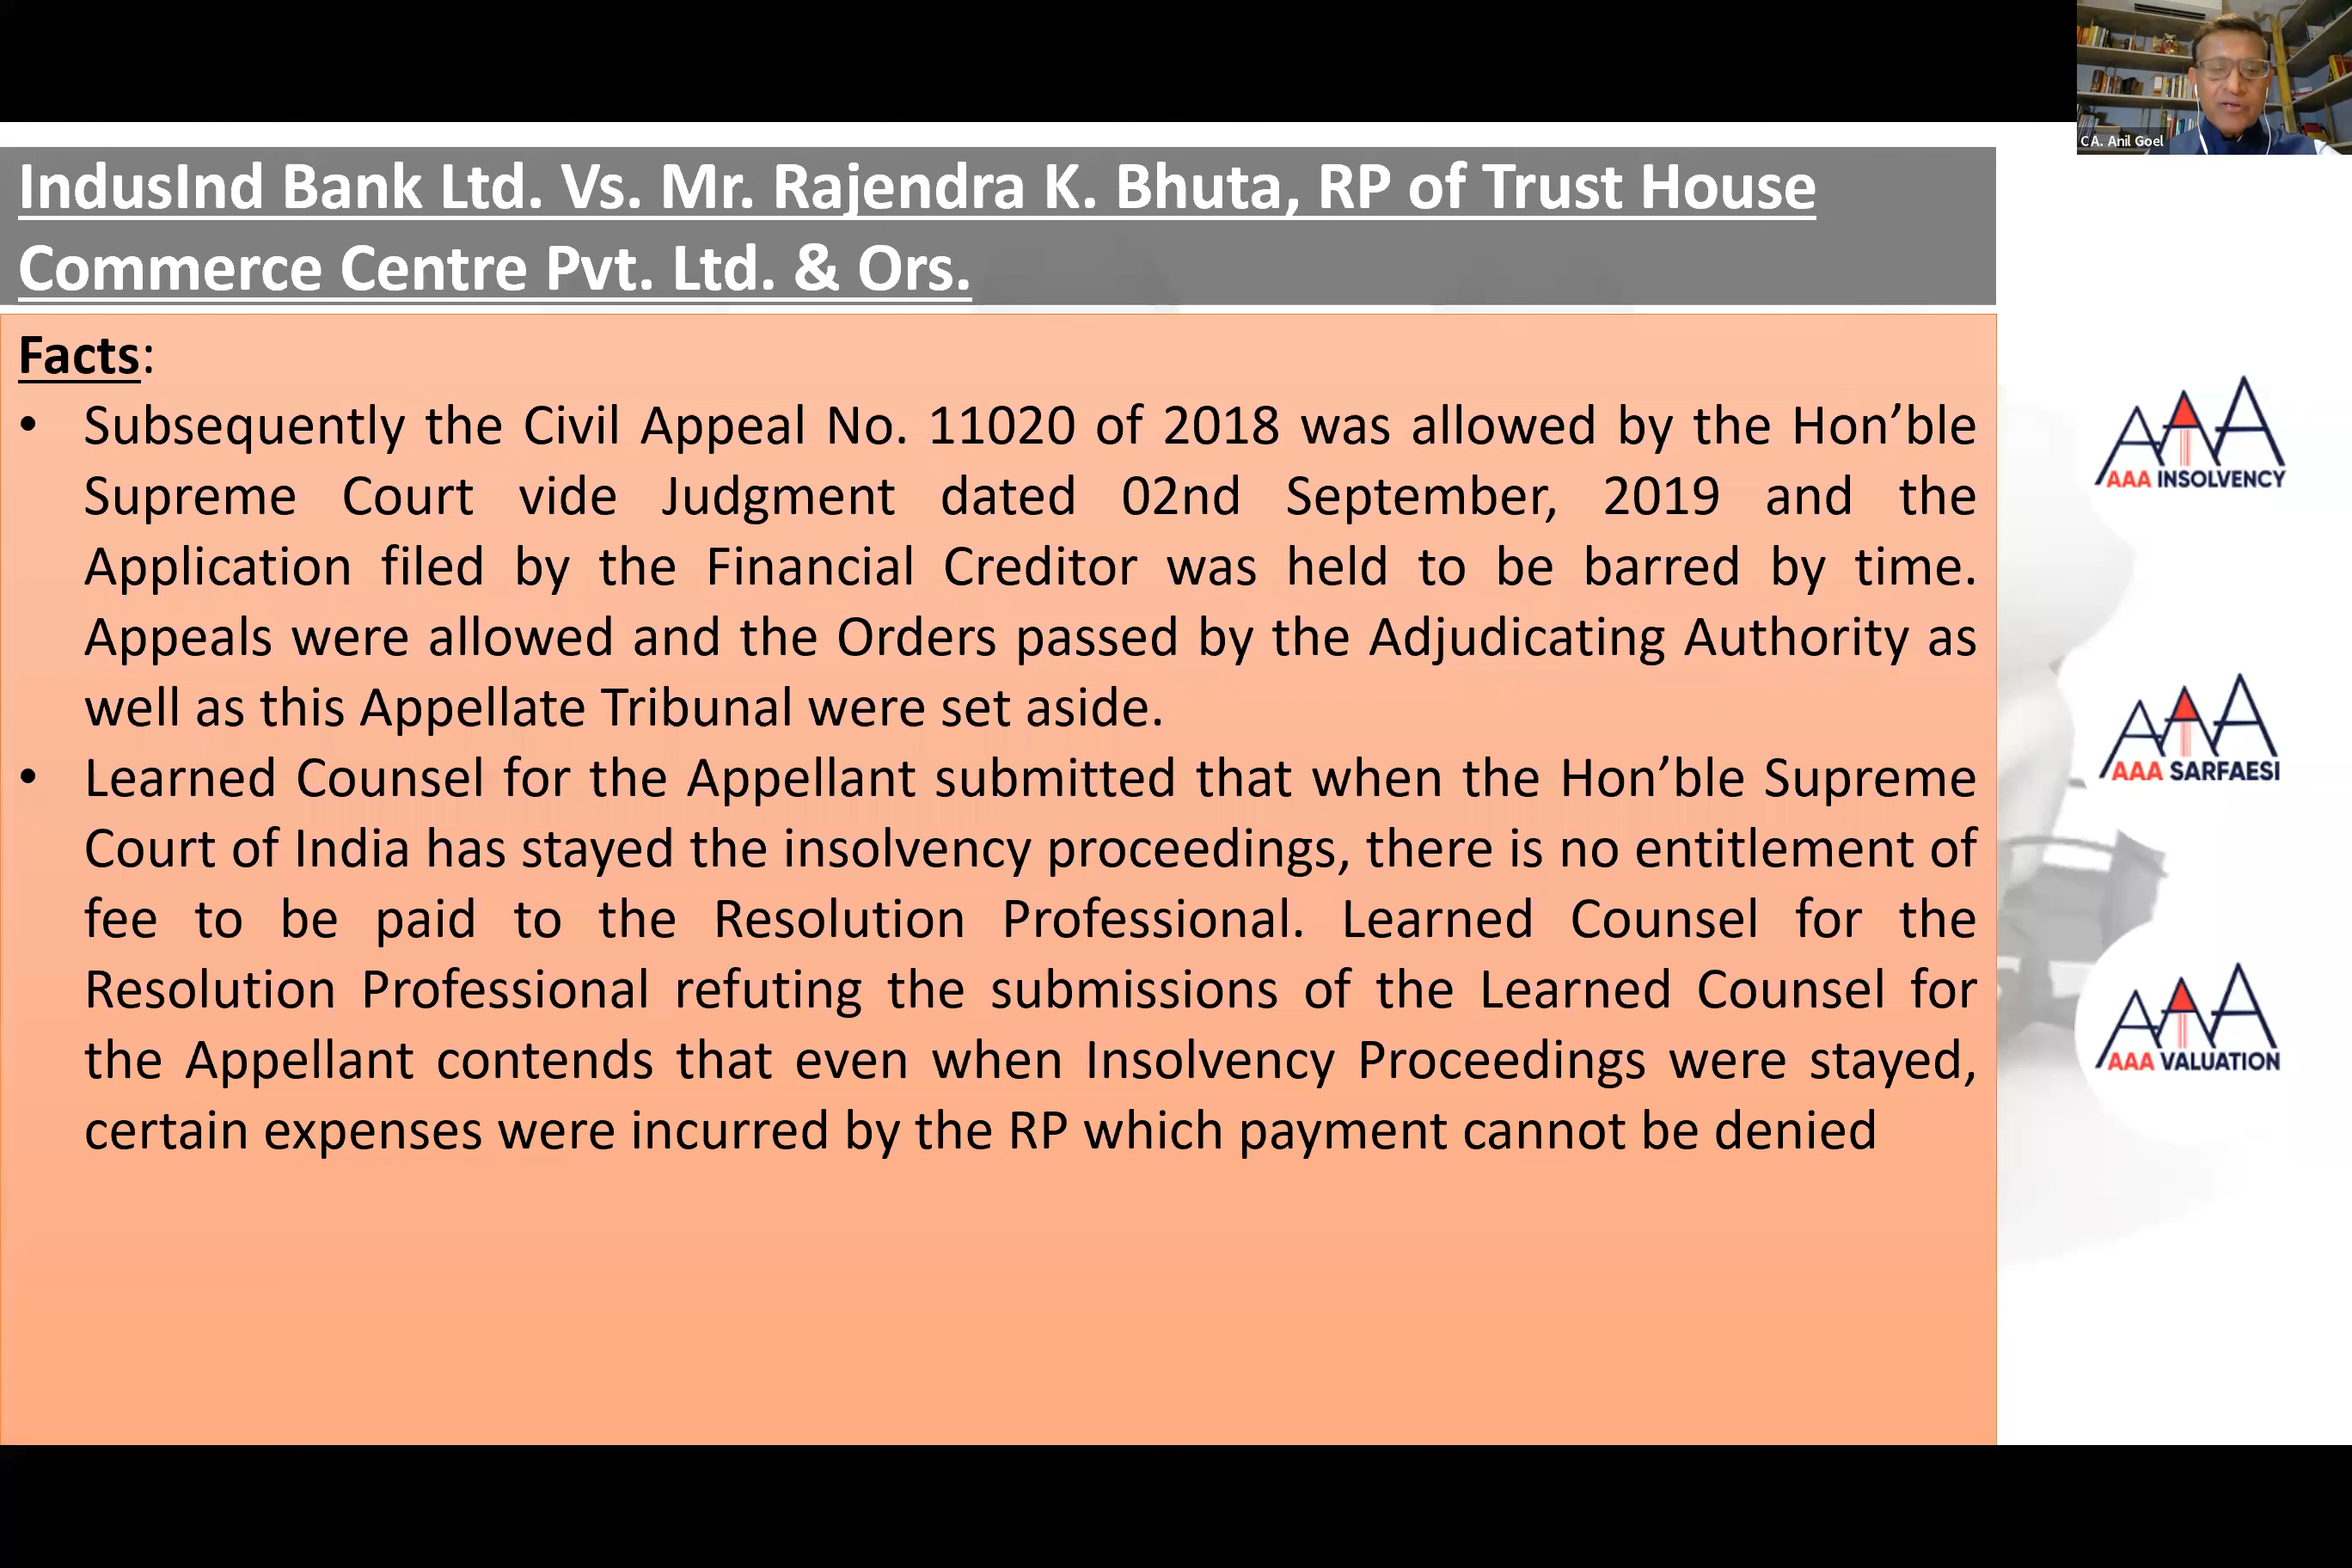 CA. Anil Goel
IndusInd Bank Ltd. Vs. Mr. Rajendra K. Bhuta, RP of Trust House
Commerce Centre Pvt. Ltd. & Ors.
Facts:
• Subsequently the Civil Appeal No. 11020 of 2018 was allowed by the Hon’ble
Supreme Court vide Judgment dated 02nd September, 2019 and the
Application filed by the Financial Creditor was held to be barred by time.
Appeals were allowed and the Orders passed by the Adjudicating Authority as
well as this Appellate Tribunal were set aside.
• Learned Counsel for the Appellant submitted that when the Hon’ble Supreme
Court of India has stayed the insolvency proceedings, there is no entitlement of
fee to be paid to the Resolution Professional. Learned Counsel for the
Resolution Professional refuting the submissions of the Learned Counsel for
the Appellant contends that even when Insolvency Proceedings were stayed,
certain expenses were incurred by the RP which payment cannot be denied
AAA
AAA INSOLVENCY
AAA
AAA SARFAESI
AAA
AAA VALUATION